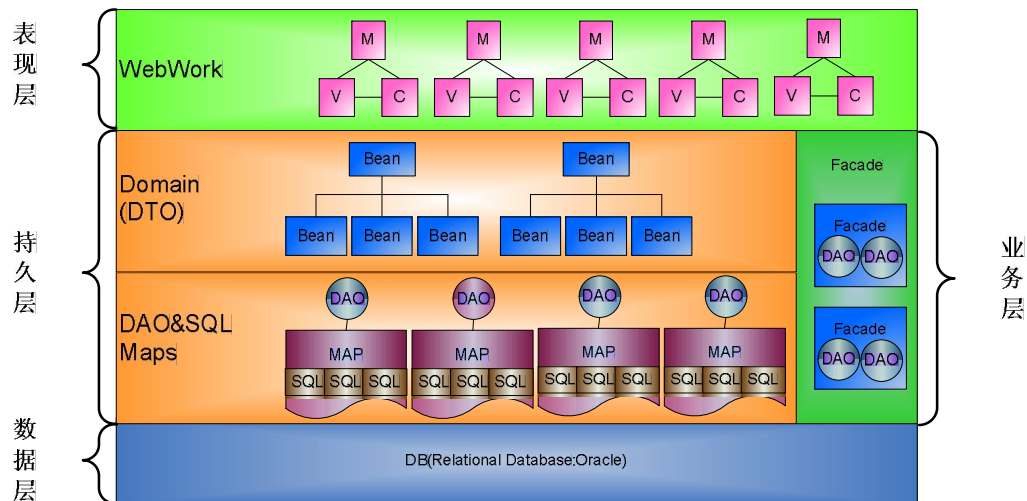 表现层
WebWork
M M M M M
V C V C V C V C V C
持久层
Domain
(DTO)
Bean Bean
Bean Bean Bean Bean Bean Bean
Facade
Facade
DAO DAO
业务层
DAO&SQL
Maps
DAO DAO DAO DAO
MAP MAP MAP MAP
SQL SQL SQL SQL SQL SQL SQL SQL SQL SQL SQL SQL
Facade
DAO DAO
数据层
DB(Relational Database:Oracle)